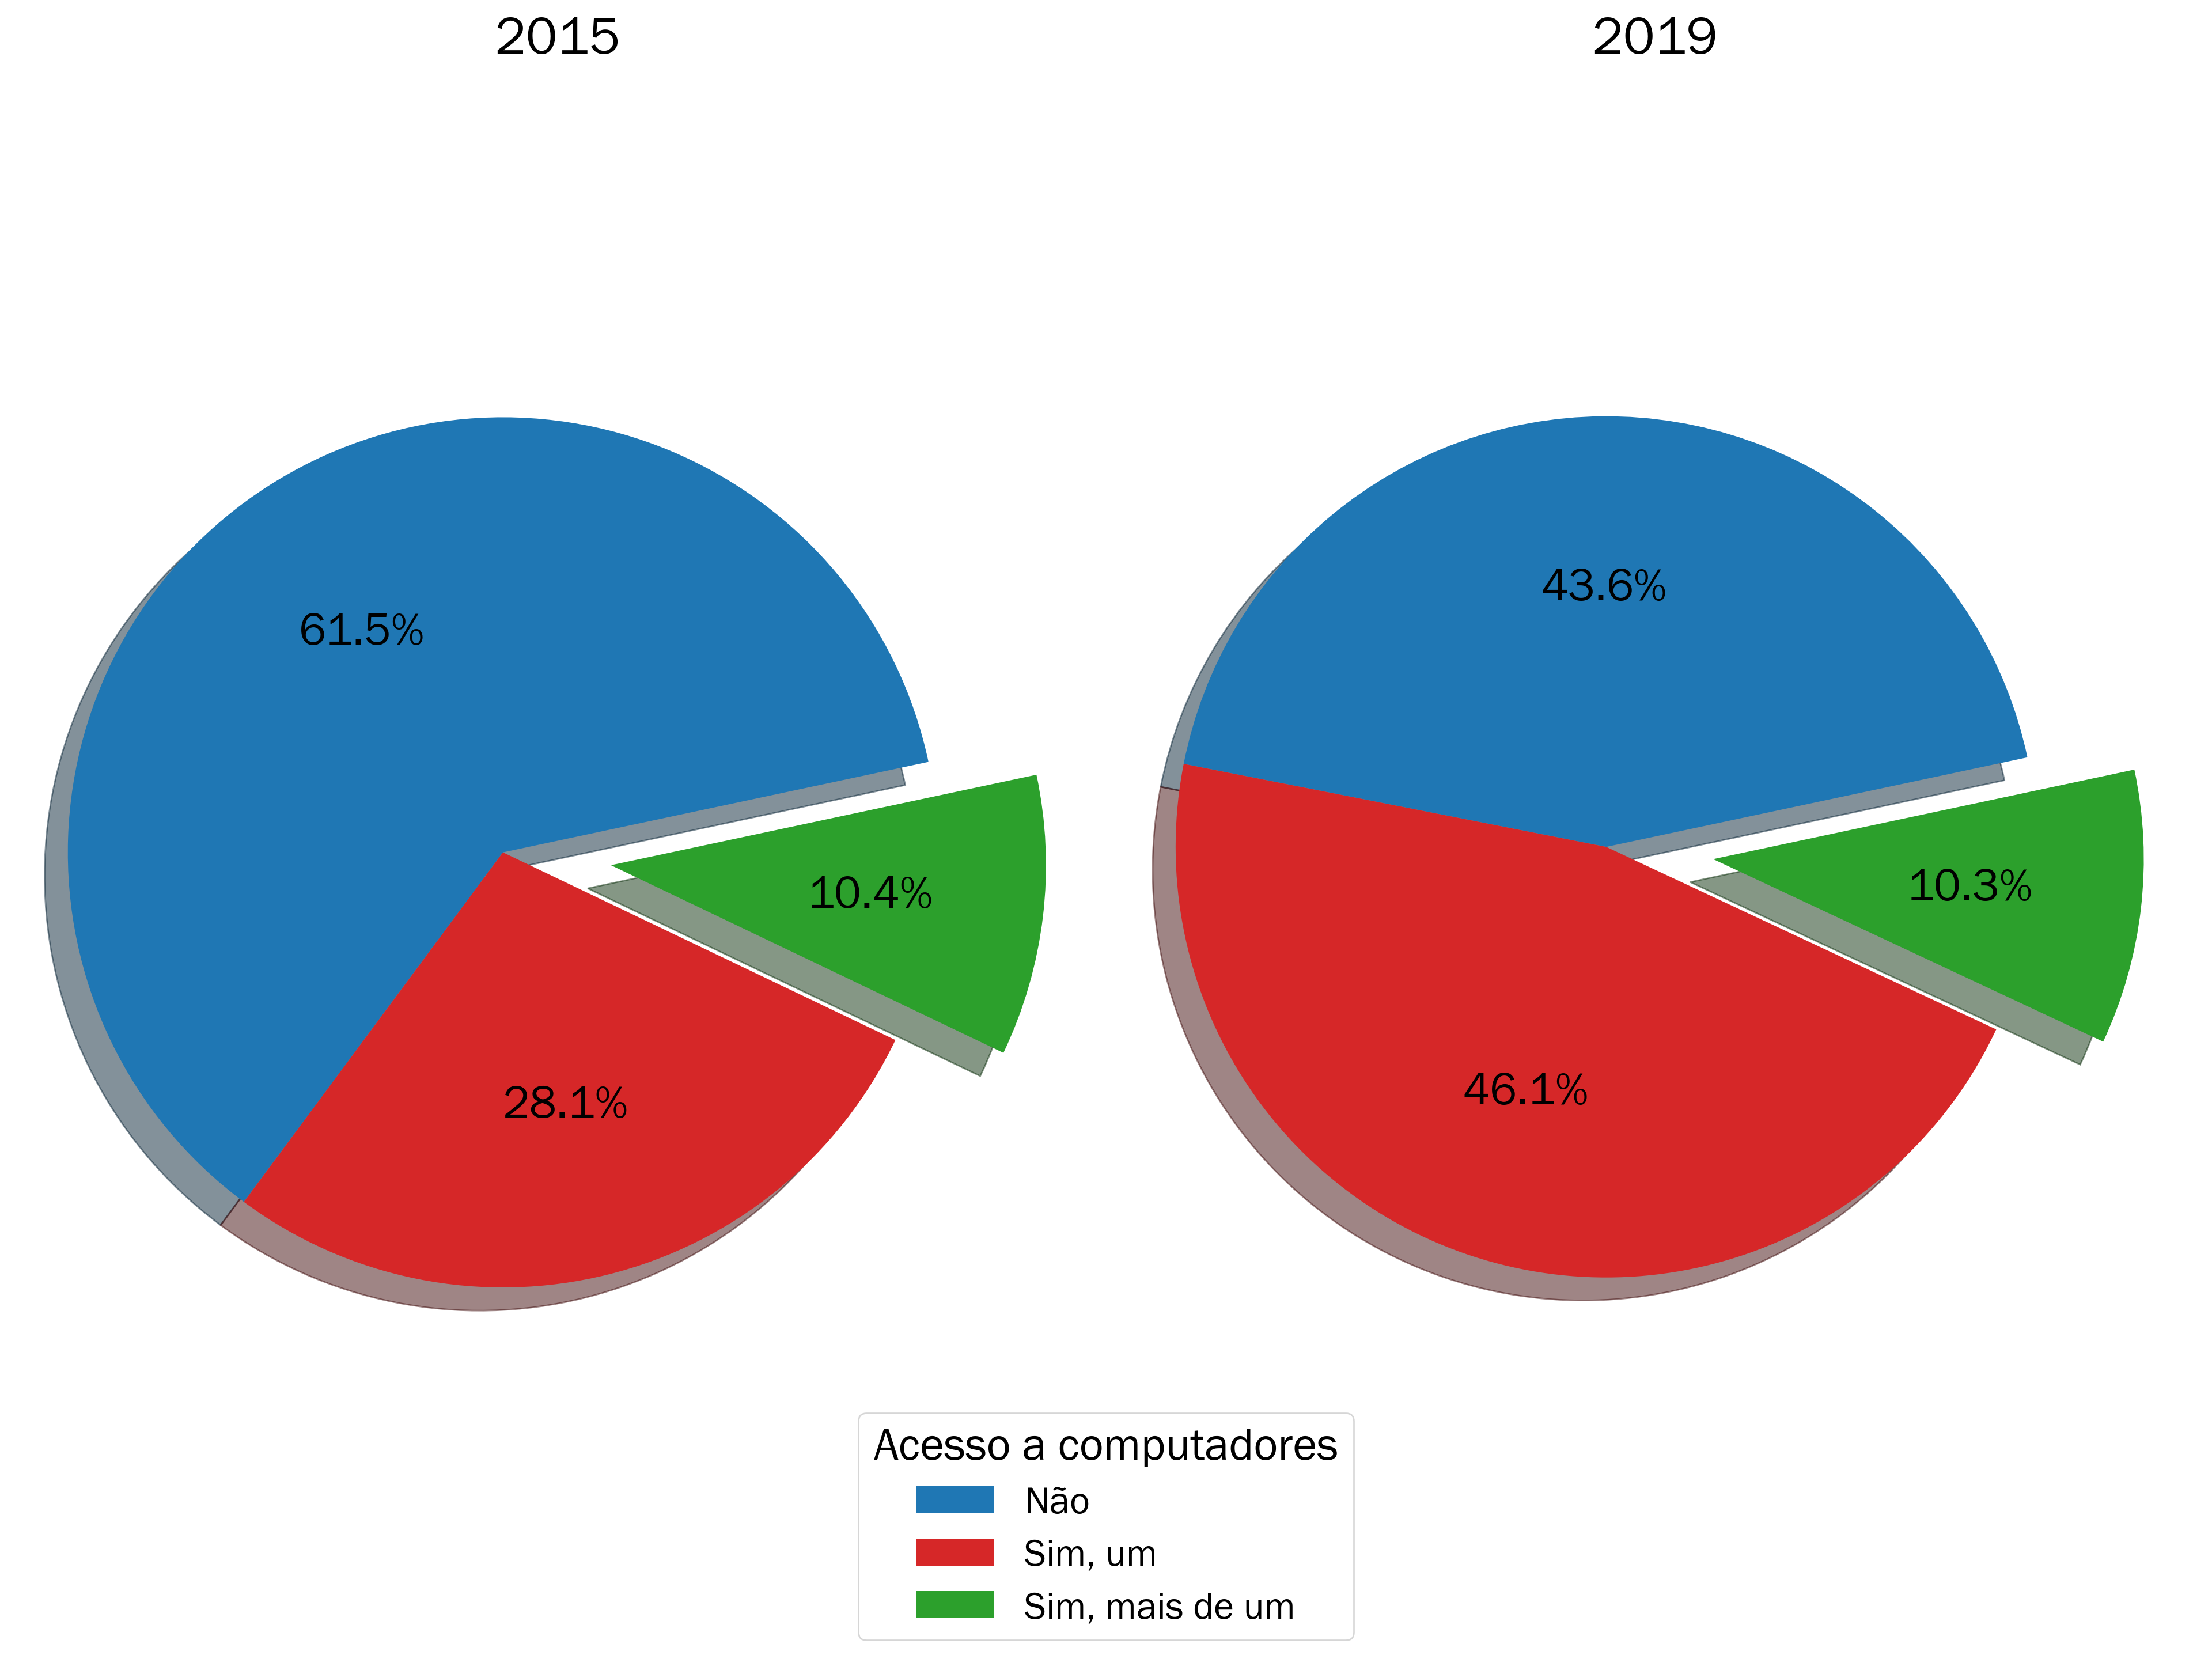 2015
2019
61.5%
28.1%
10.4%
43.6%
46.1%
10.3%
Acesso a computadores
Não
Sim, um
Sim, mais de um